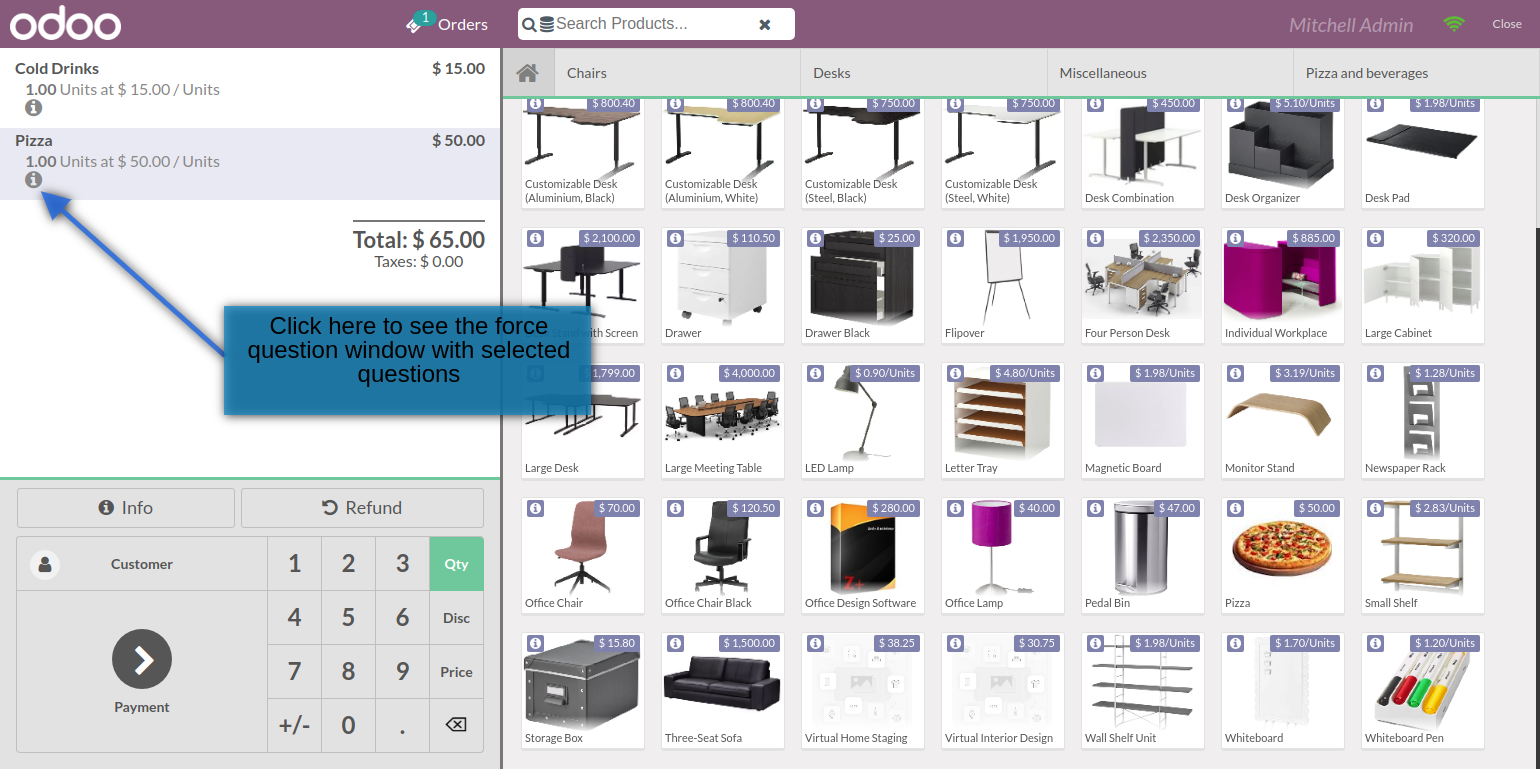 odoo
1
Orders
Search Products...
Mitchell Admin
Close
Cold Drinks $ 15.00
1.00 Units at $ 15.00 / Units
Pizza $ 50.00
1.00 Units at $ 50.00 / Units
Total: $ 65.00
Taxes: $ 0.00
Click here to see the force
question window with selected
questions
Info
Refund
Customer
1 2 3 Qty
4 5 6 Disc
7 8 9 Price
Payment
+/- 0 .
Chairs
Desks
Miscellaneous
Pizza and beverages
$ 800.40
Customizable Desk
(Aluminium, Black)
$ 800.40
Customizable Desk
(Aluminium, White)
$ 750.00
Customizable Desk
(Steel, Black)
$ 750.00
Customizable Desk
(Steel, White)
$ 450.00
Desk Combination
$ 5.10/Units
Desk Organizer
$ 1.98/Units
Desk Pad
$ 2,100.00
with Screen
$ 110.50
Drawer
$ 25.00
Drawer Black
$ 1,950.00
Flipover
$ 2,350.00
Four Person Desk
$ 885.00
Individual Workplace
$ 320.00
Large Cabinet
1,799.00
Large Desk
$ 4,000.00
Large Meeting Table
$ 0.90/Units
LED Lamp
$ 4.80/Units
Letter Tray
$ 1.98/Units
Magnetic Board
$ 3.19/Units
Monitor Stand
$ 1.28/Units
Newspaper Rack
$ 70.00
Office Chair
$ 120.50
Office Chair Black
$ 280.00
Z+
Office Design Software
$ 40.00
Office Lamp
$ 47.00
Pedal Bin
$ 50.00
Pizza
$ 2.83/Units
Small Shelf
$ 15.80
Storage Box
$ 1,500.00
Three-Seat Sofa
$ 38.25
Virtual Home Staging
$ 30.75
Virtual Interior Design
$ 1.98/Units
Wall Shelf Unit
$ 1.70/Units
Whiteboard
$ 1.20/Units
Whiteboard Pen